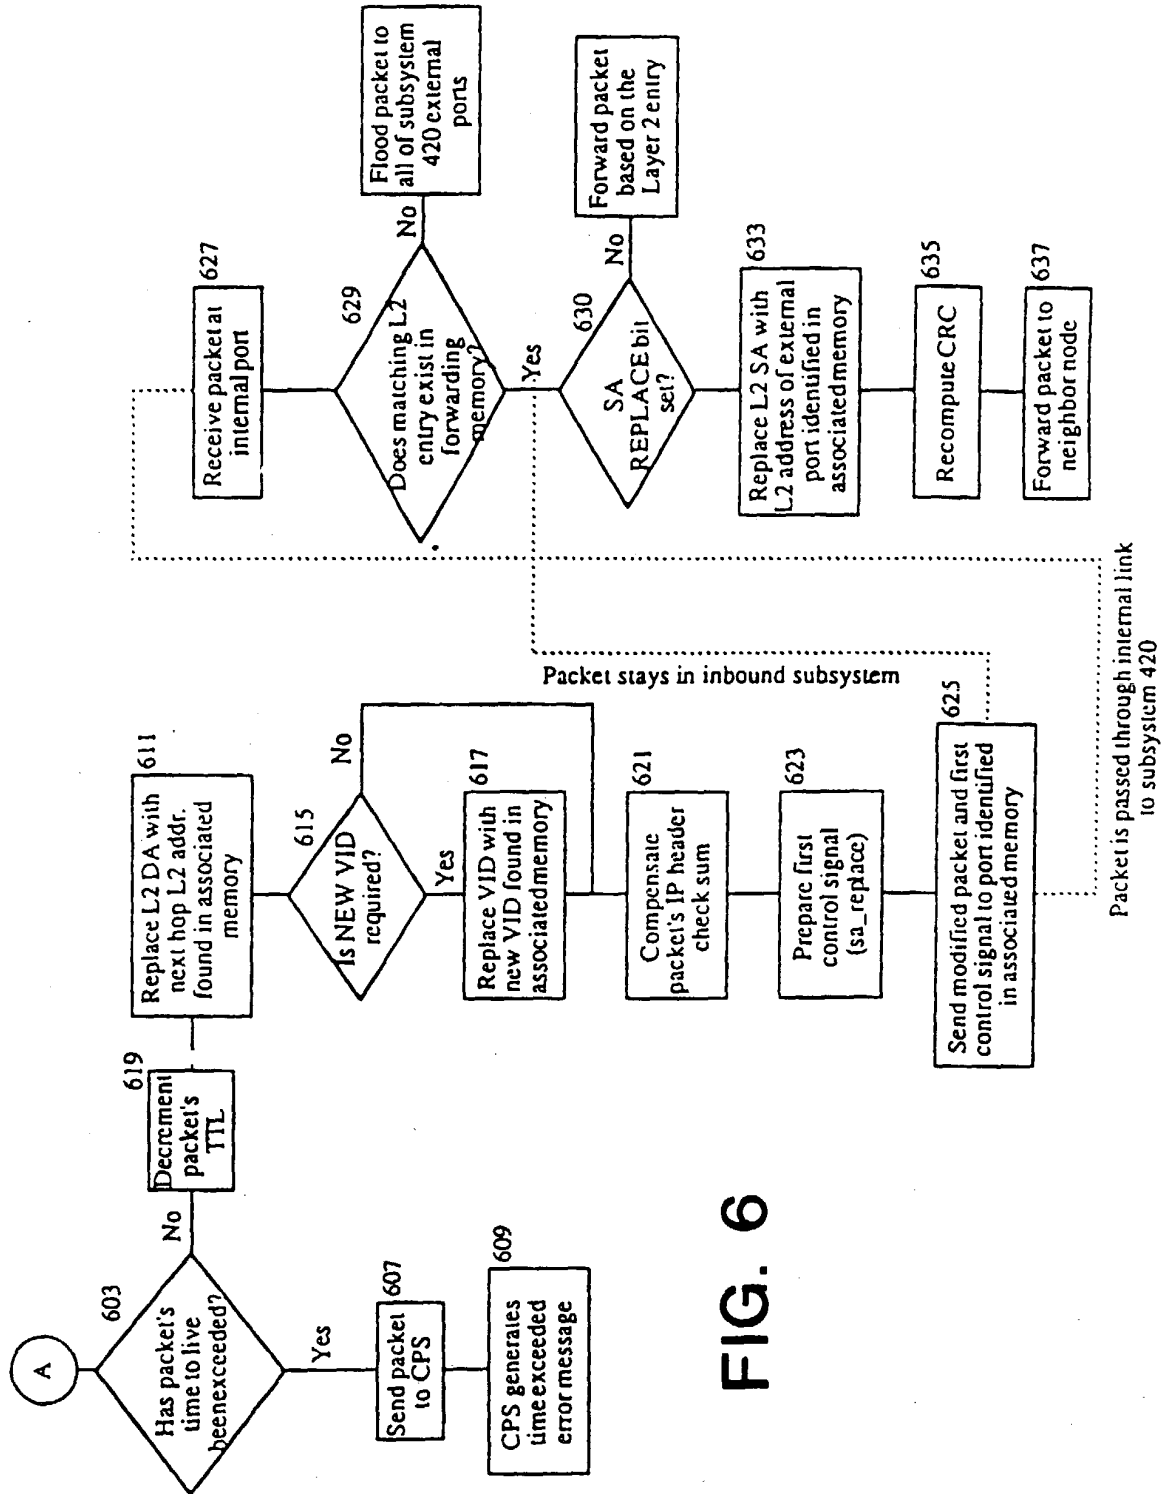 A
603
Has packet's
time to live
beenexceeded?
No
Yes
607
Send packet
to CPS
609
CPS generates
time exceeded
error message
619
Decrement
packet's
TTL
611
Replace L2 DA with
next hop L2 addr.
found in associated
memory
615
Is NEW VID
required?
No
Yes
617
Replace VID with
new VID found in
associated memory
621
Compensate
packet's IP header
check sum
623
Prepare first
control signal
(sa_replace)
625
Send modified packet and first
control signal to port identified
in associated memory
Packet stays in inbound subsystem
Packet is passed through internal link
to subsystem 420
627
Receive packet at
internal port
629
Does matching L2
entry exist in
forwarding
memory?
No
Flood packet to
all of subsystem
420 external
ports
Yes
630
SA
REPLACE bit
set?
No
Forward packet
based on the
Layer 2 entry
633
Replace L2 SA with
L2 address of external
port identified in
associated memory
635
Recompute CRC
637
Forward packet to
neighbor node
FIG. 6